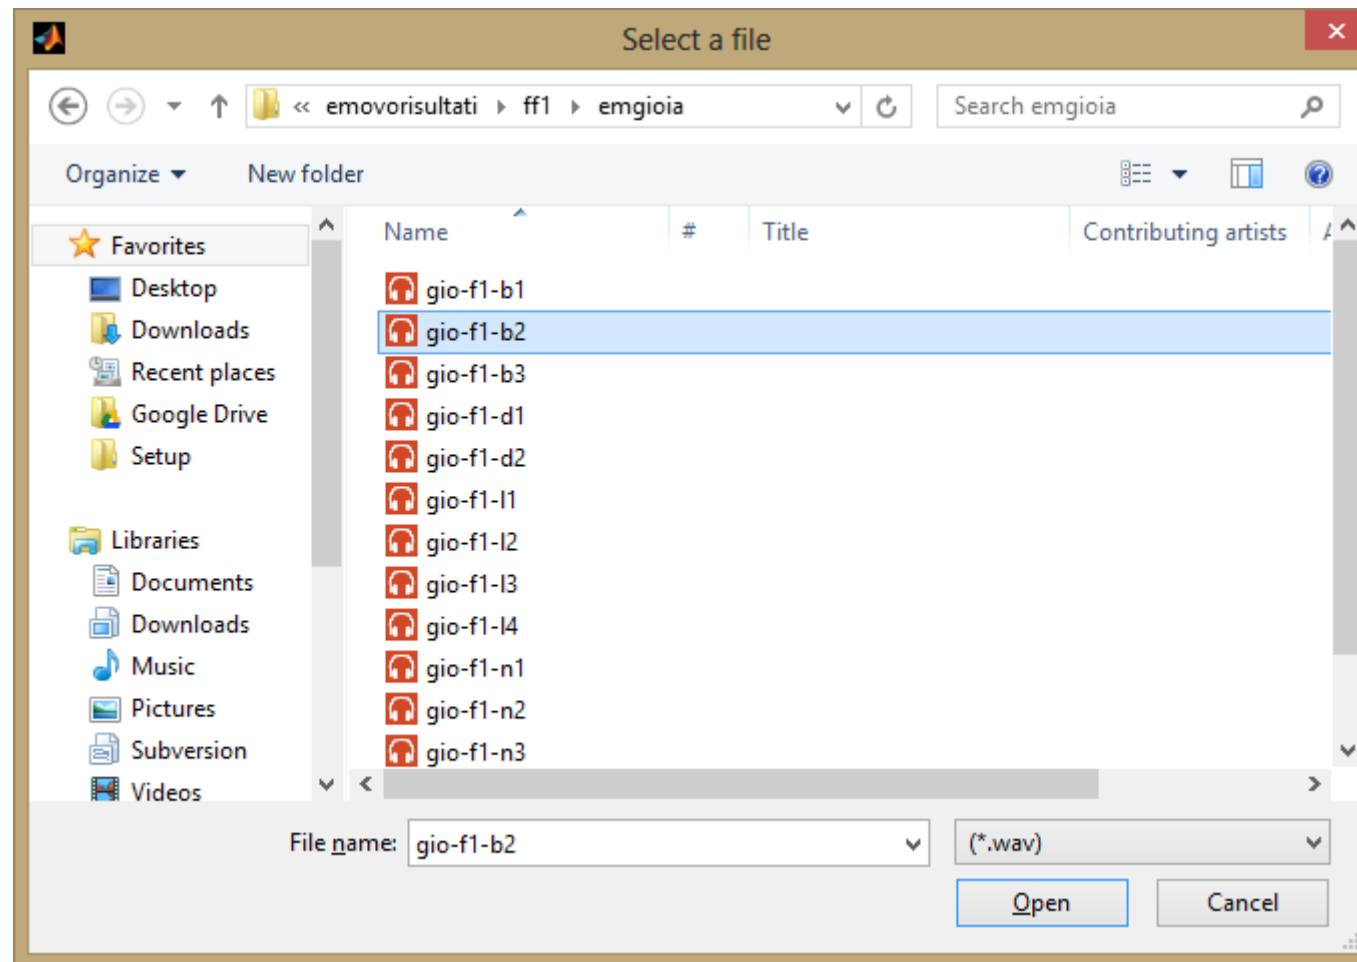 Select a file
« emovorisultati ▸ ff1 ▸ emgioia
Search emgioia
Organize
New folder
Name # Title Contributing artists
Favorites
Desktop
Downloads
Recent places
Google Drive
Setup
Libraries
Documents
Downloads
Music
Pictures
Subversion
Videos
gio-f1-b1
gio-f1-b2
gio-f1-b3
gio-f1-d1
gio-f1-d2
gio-f1-l1
gio-f1-l2
gio-f1-l3
gio-f1-l4
gio-f1-n1
gio-f1-n2
gio-f1-n3
File name: gio-f1-b2
(*.wav)
Open
Cancel